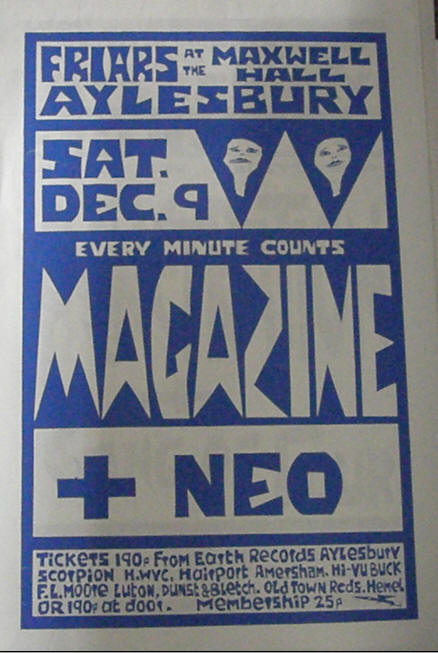 FRIARS AT THE MAXWELL HALL
AYLESBURY
SAT.
DEC. 9
EVERY MINUTE COUNTS
MAGAZINE
+ NEO
TICKETS 190p From Earth Records Aylesbury
Scorpion H.Wyc. Hairport Amersham. Hi-Vu Buck
F.L. Moore Luton, Dunst & Bletch. Old Town Recds. Hemel
OR 190p at door. Membership 25p